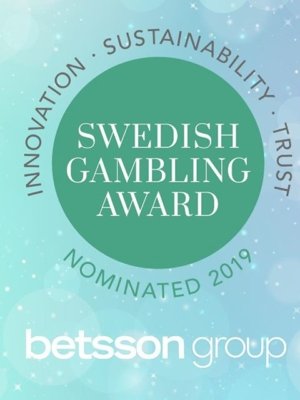 INNOVATION · SUSTAINABILITY · TRUST
SWEDISH
GAMBLING
AWARD
NOMINATED 2019
betsson group